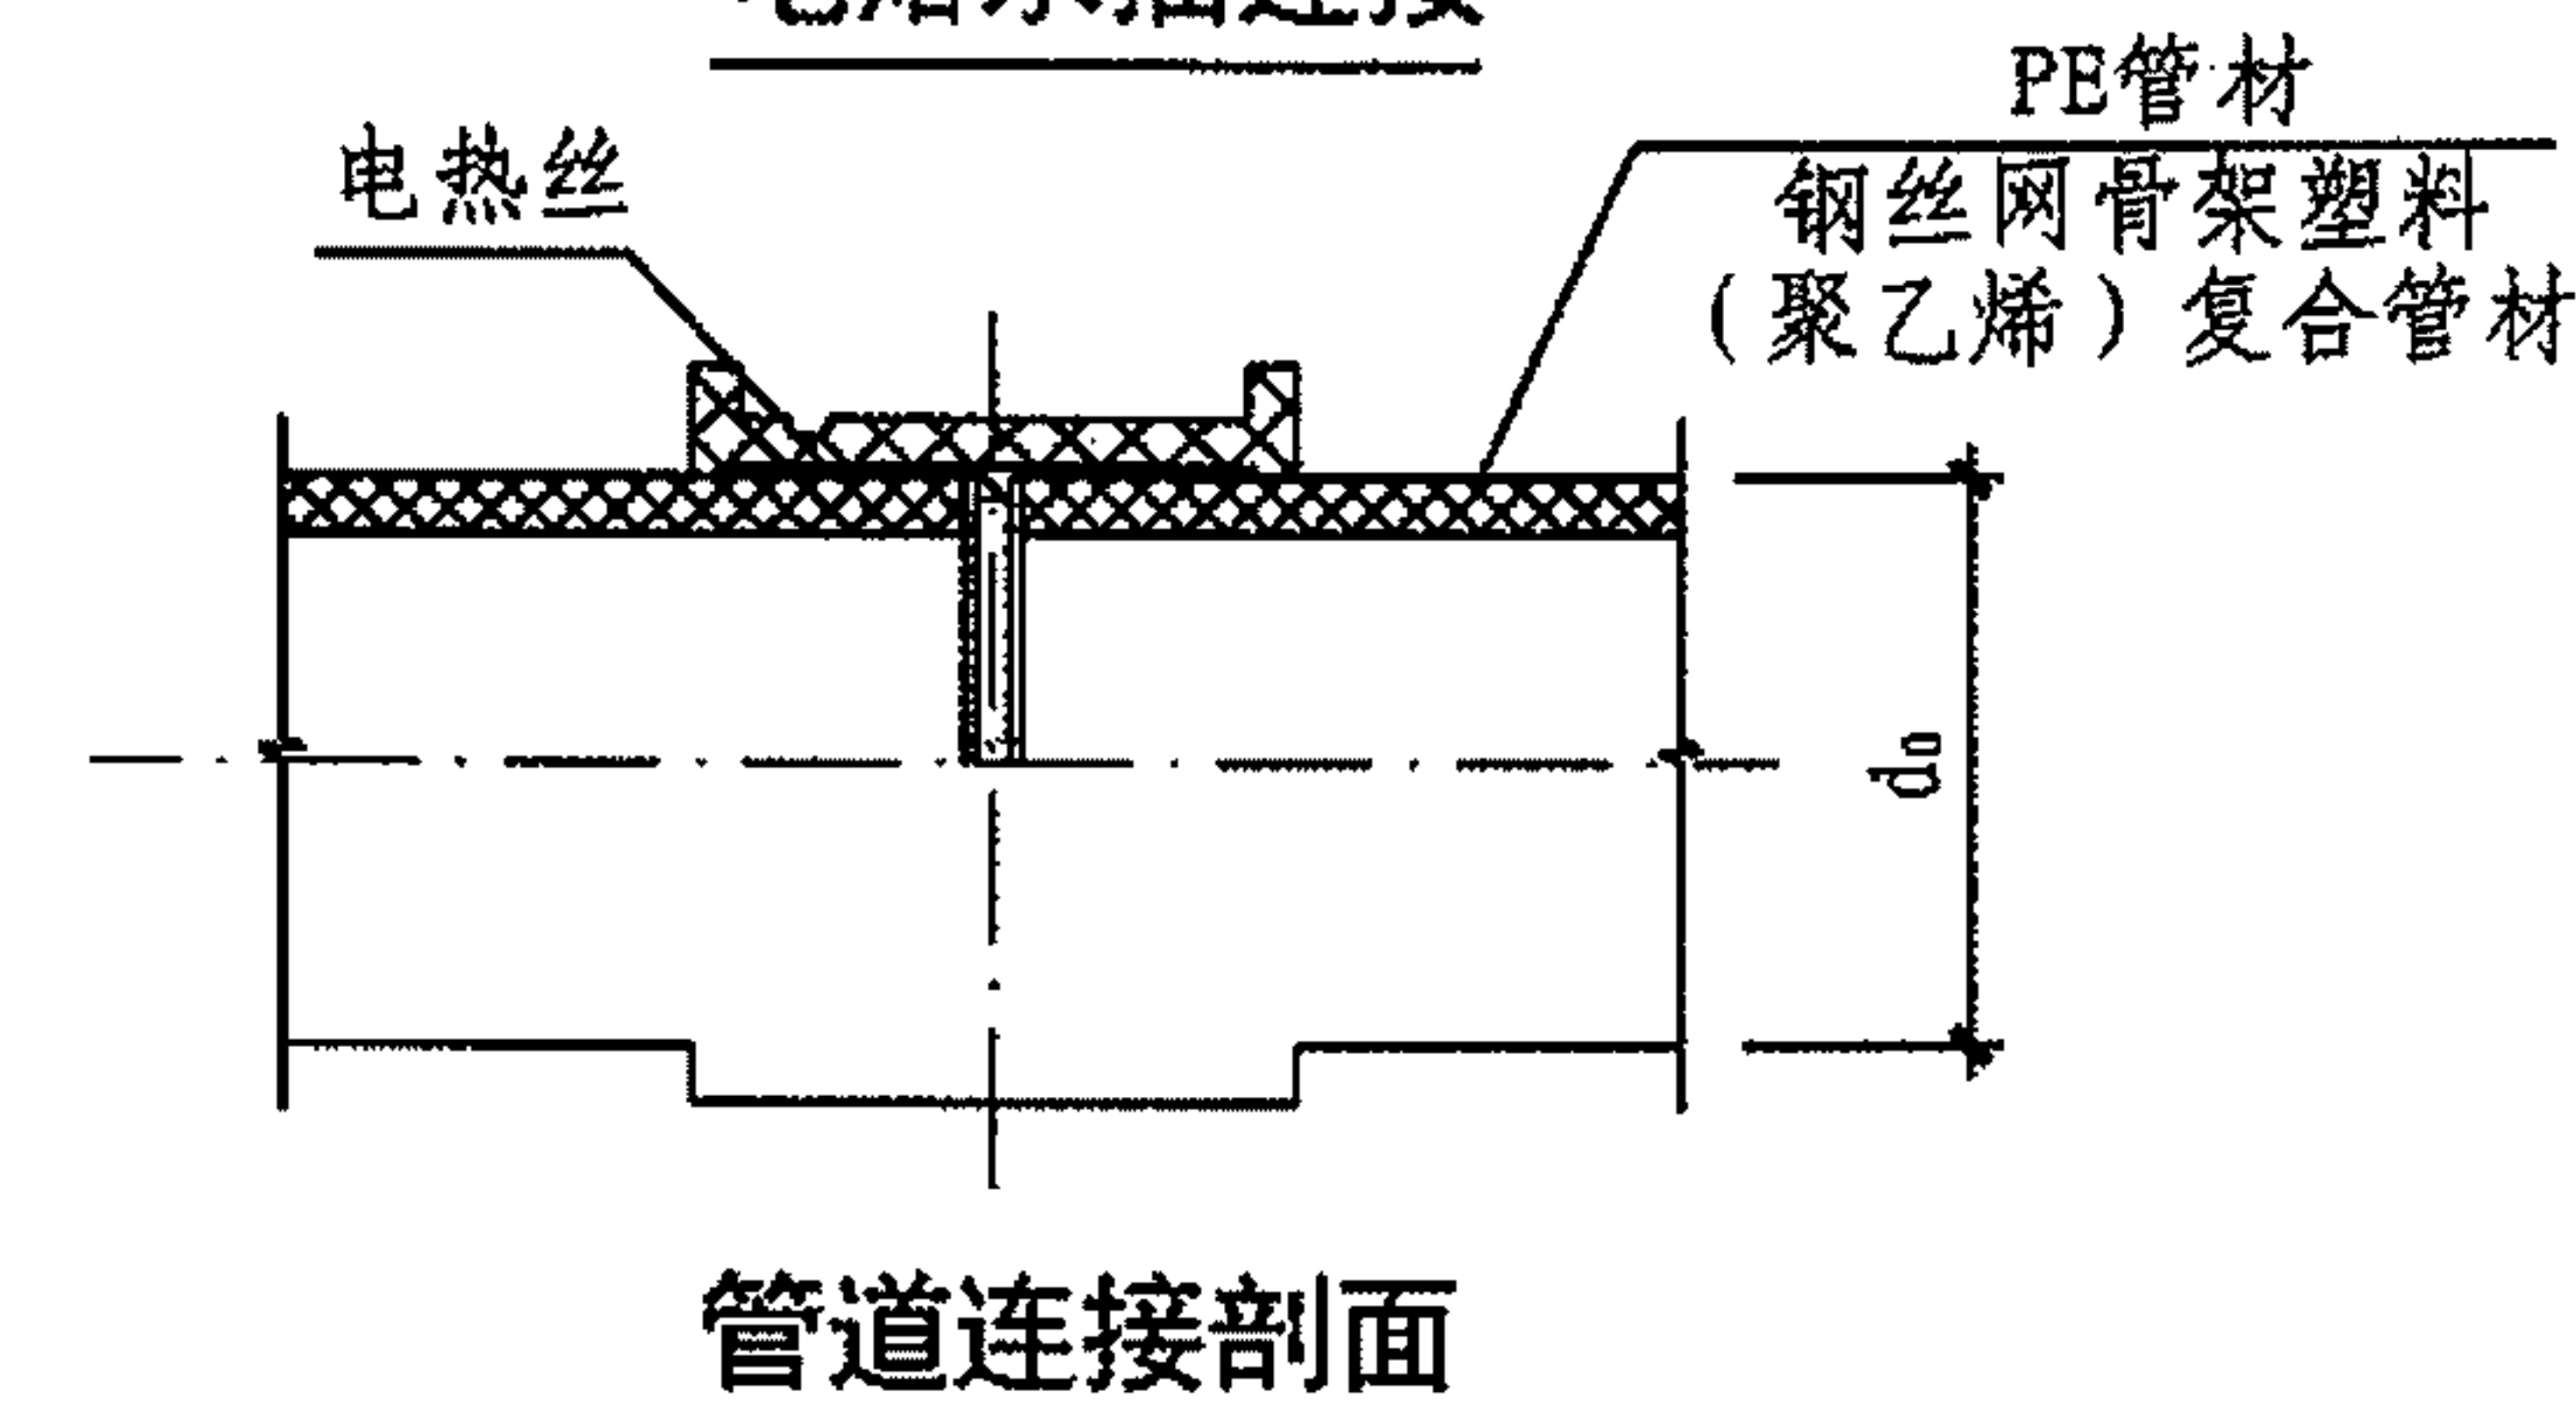 PE管材
电热丝
钢丝网骨架塑料
(聚乙烯)复合管材
d₀
管道连接剖面